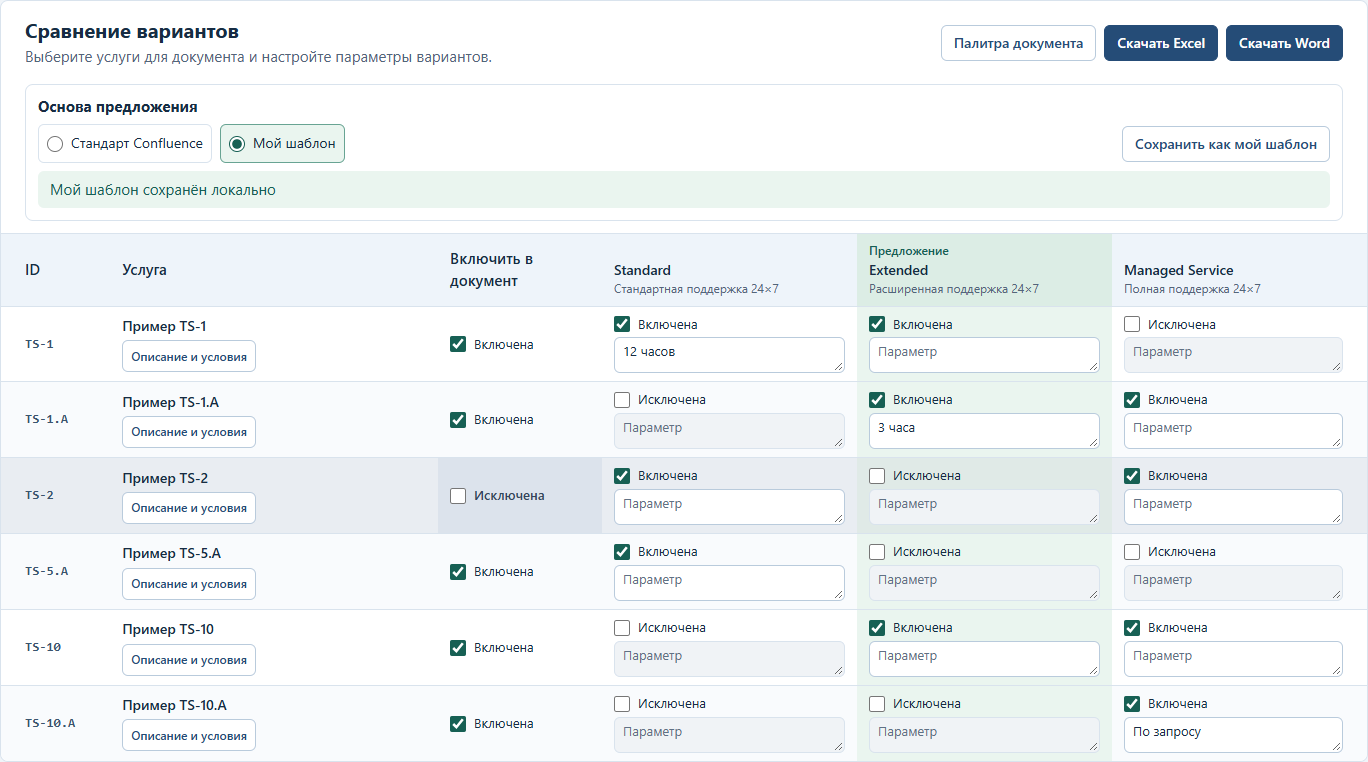 Сравнение вариантов
Выберите услуги для документа и настройте параметры вариантов.
Палитра документа
Скачать Excel
Скачать Word
Основа предложения
Стандарт Confluence
Мой шаблон
Сохранить как мой шаблон
Мой шаблон сохранён локально
ID
Услуга
Включить в
документ
Standard
Стандартная поддержка 24×7
Предложение
Extended
Расширенная поддержка 24×7
Managed Service
Полная поддержка 24×7
TS-1
Пример TS-1
Описание и условия
Включена
Включена
12 часов
Включена
Параметр
Исключена
Параметр
TS-1.A
Пример TS-1.A
Описание и условия
Включена
Исключена
Параметр
Включена
3 часа
Включена
Параметр
TS-2
Пример TS-2
Описание и условия
Исключена
Включена
Параметр
Исключена
Параметр
Включена
Параметр
TS-5.A
Пример TS-5.A
Описание и условия
Включена
Включена
Параметр
Исключена
Параметр
Исключена
Параметр
TS-10
Пример TS-10
Описание и условия
Включена
Исключена
Параметр
Включена
Параметр
Включена
Параметр
TS-10.A
Пример TS-10.A
Описание и условия
Включена
Исключена
Параметр
Исключена
Параметр
Включена
По запросу